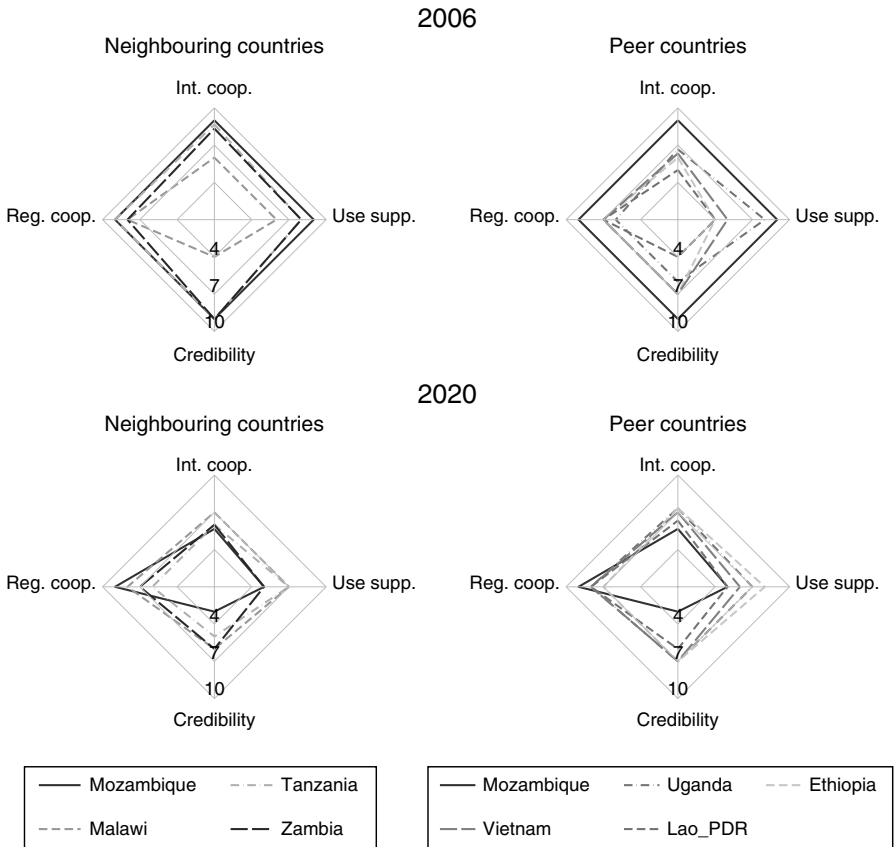 2006
Neighbouring countries
Peer countries
Int. coop.
Int. coop.
Reg. coop.
Use supp.
Reg. coop.
Use supp.
4
4
7
7
10
10
Credibility
Credibility
2020
Neighbouring countries
Peer countries
Int. coop.
Int. coop.
Reg. coop.
Use supp.
Reg. coop.
Use supp.
4
4
7
7
10
10
Credibility
Credibility
Mozambique
Tanzania
Malawi
Zambia
Mozambique
Uganda
Ethiopia
Vietnam
Lao_PDR